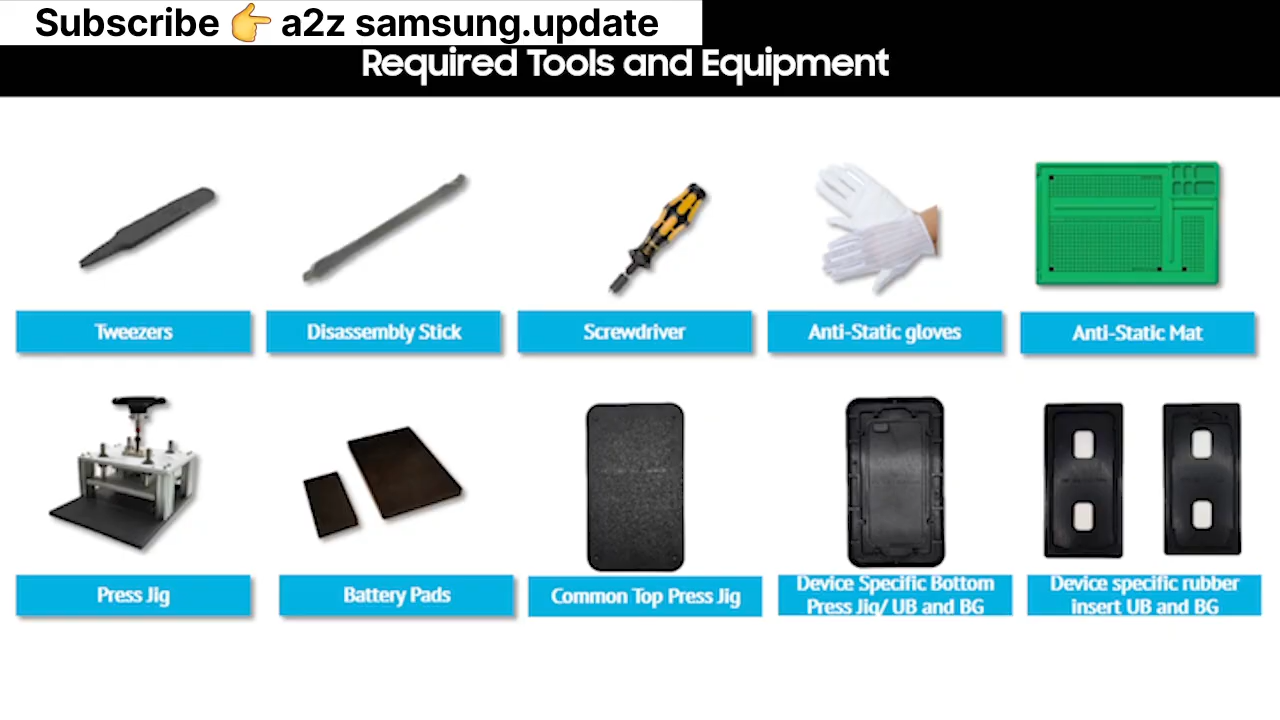 Subscribe 👉 a2z samsung.update
Required Tools and Equipment
Tweezers
Disassembly Stick
Screwdriver
Anti-Static gloves
Anti-Static Mat
Press Jig
Battery Pads
Common Top Press Jig
Device Specific Bottom
Press Jig/ UB and BG
Device specific rubber
insert UB and BG